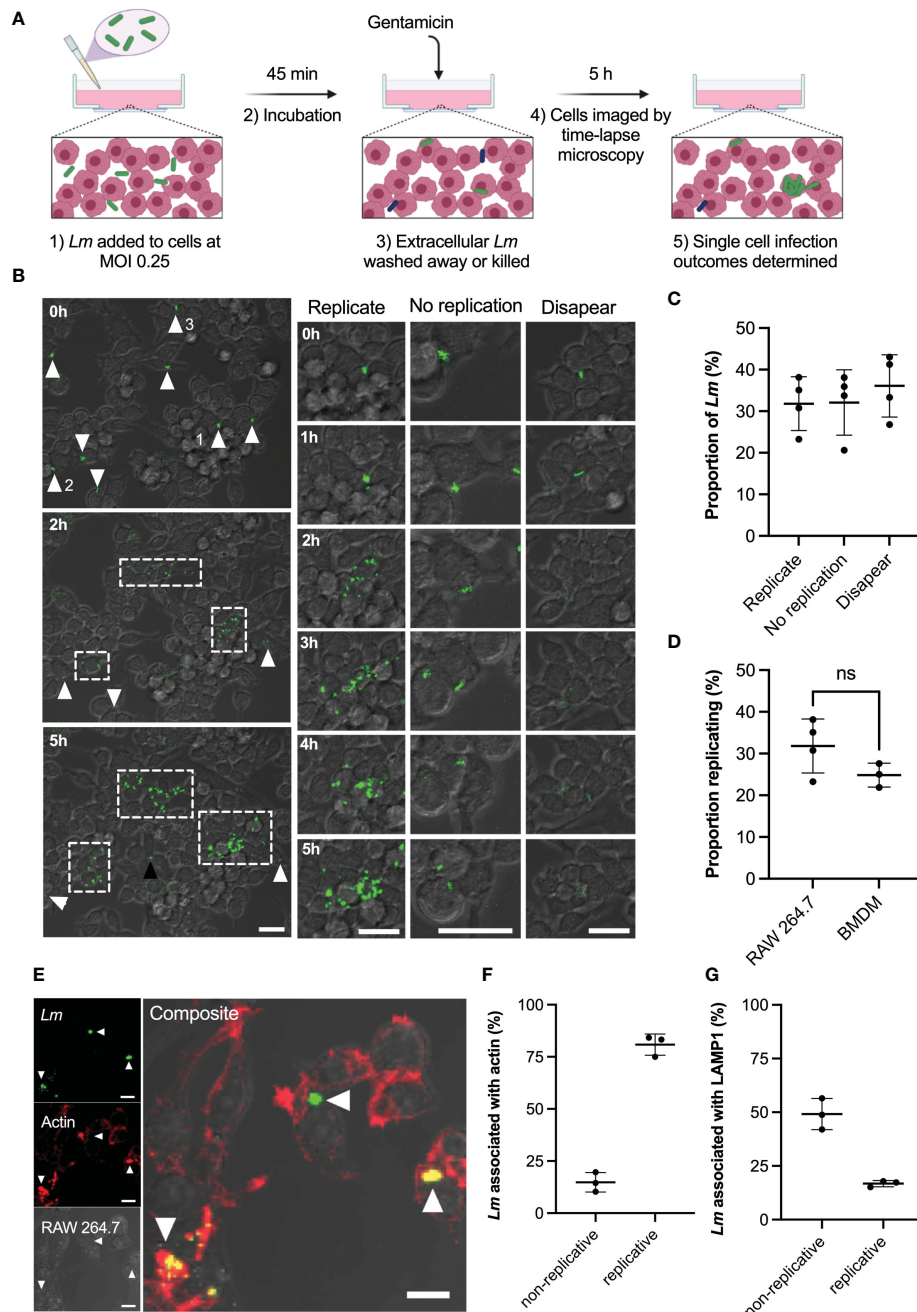 A
Gentamicin
45 min
2) Incubation
5 h
4) Cells imaged by
time-lapse
microscopy
1) Lm added to cells at
MOI 0.25
3) Extracellular Lm
washed away or killed
5) Single cell infection
outcomes determined
B
0h
3
1
2
2h
5h
Replicate
No replication
Disapear
0h
1h
2h
3h
4h
5h
C
Proportion of Lm (%)
50
40
30
20
10
0
Replicate
No replication
Disapear
D
Proportion replicating (%)
ns
50
40
30
20
10
0
RAW 264.7
BMDM
E
Lm
Actin
RAW 264.7
Composite
F
Lm associated with actin (%)
100
75
50
25
0
non-replicative
replicative
G
Lm associated with LAMP1 (%)
100
75
50
25
0
non-replicative
replicative